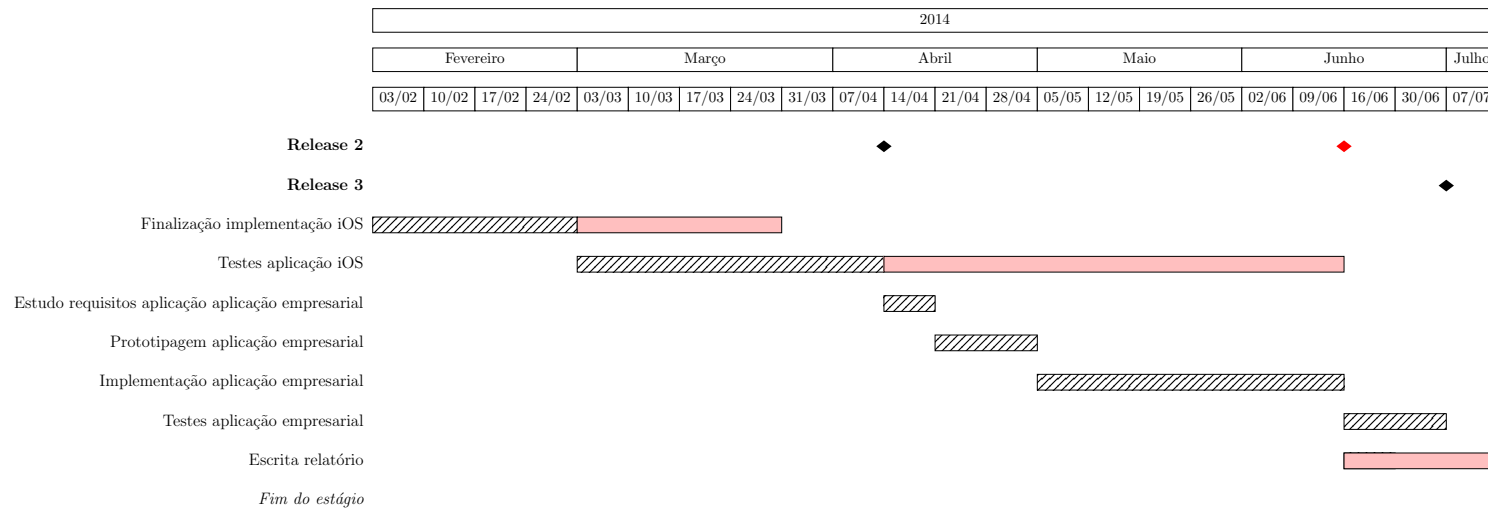 2014
Fevereiro Março Abril Maio Junho Julho
03/02 10/02 17/02 24/02 03/03 10/03 17/03 24/03 31/03 07/04 14/04 21/04 28/04 05/05 12/05 19/05 26/05 02/06 09/06 16/06 30/06 07/07
Release 2
Release 3
Finalização implementação iOS
Testes aplicação iOS
Estudo requisitos aplicação aplicação empresarial
Prototipagem aplicação empresarial
Implementação aplicação empresarial
Testes aplicação empresarial
Escrita relatório
Fim do estágio